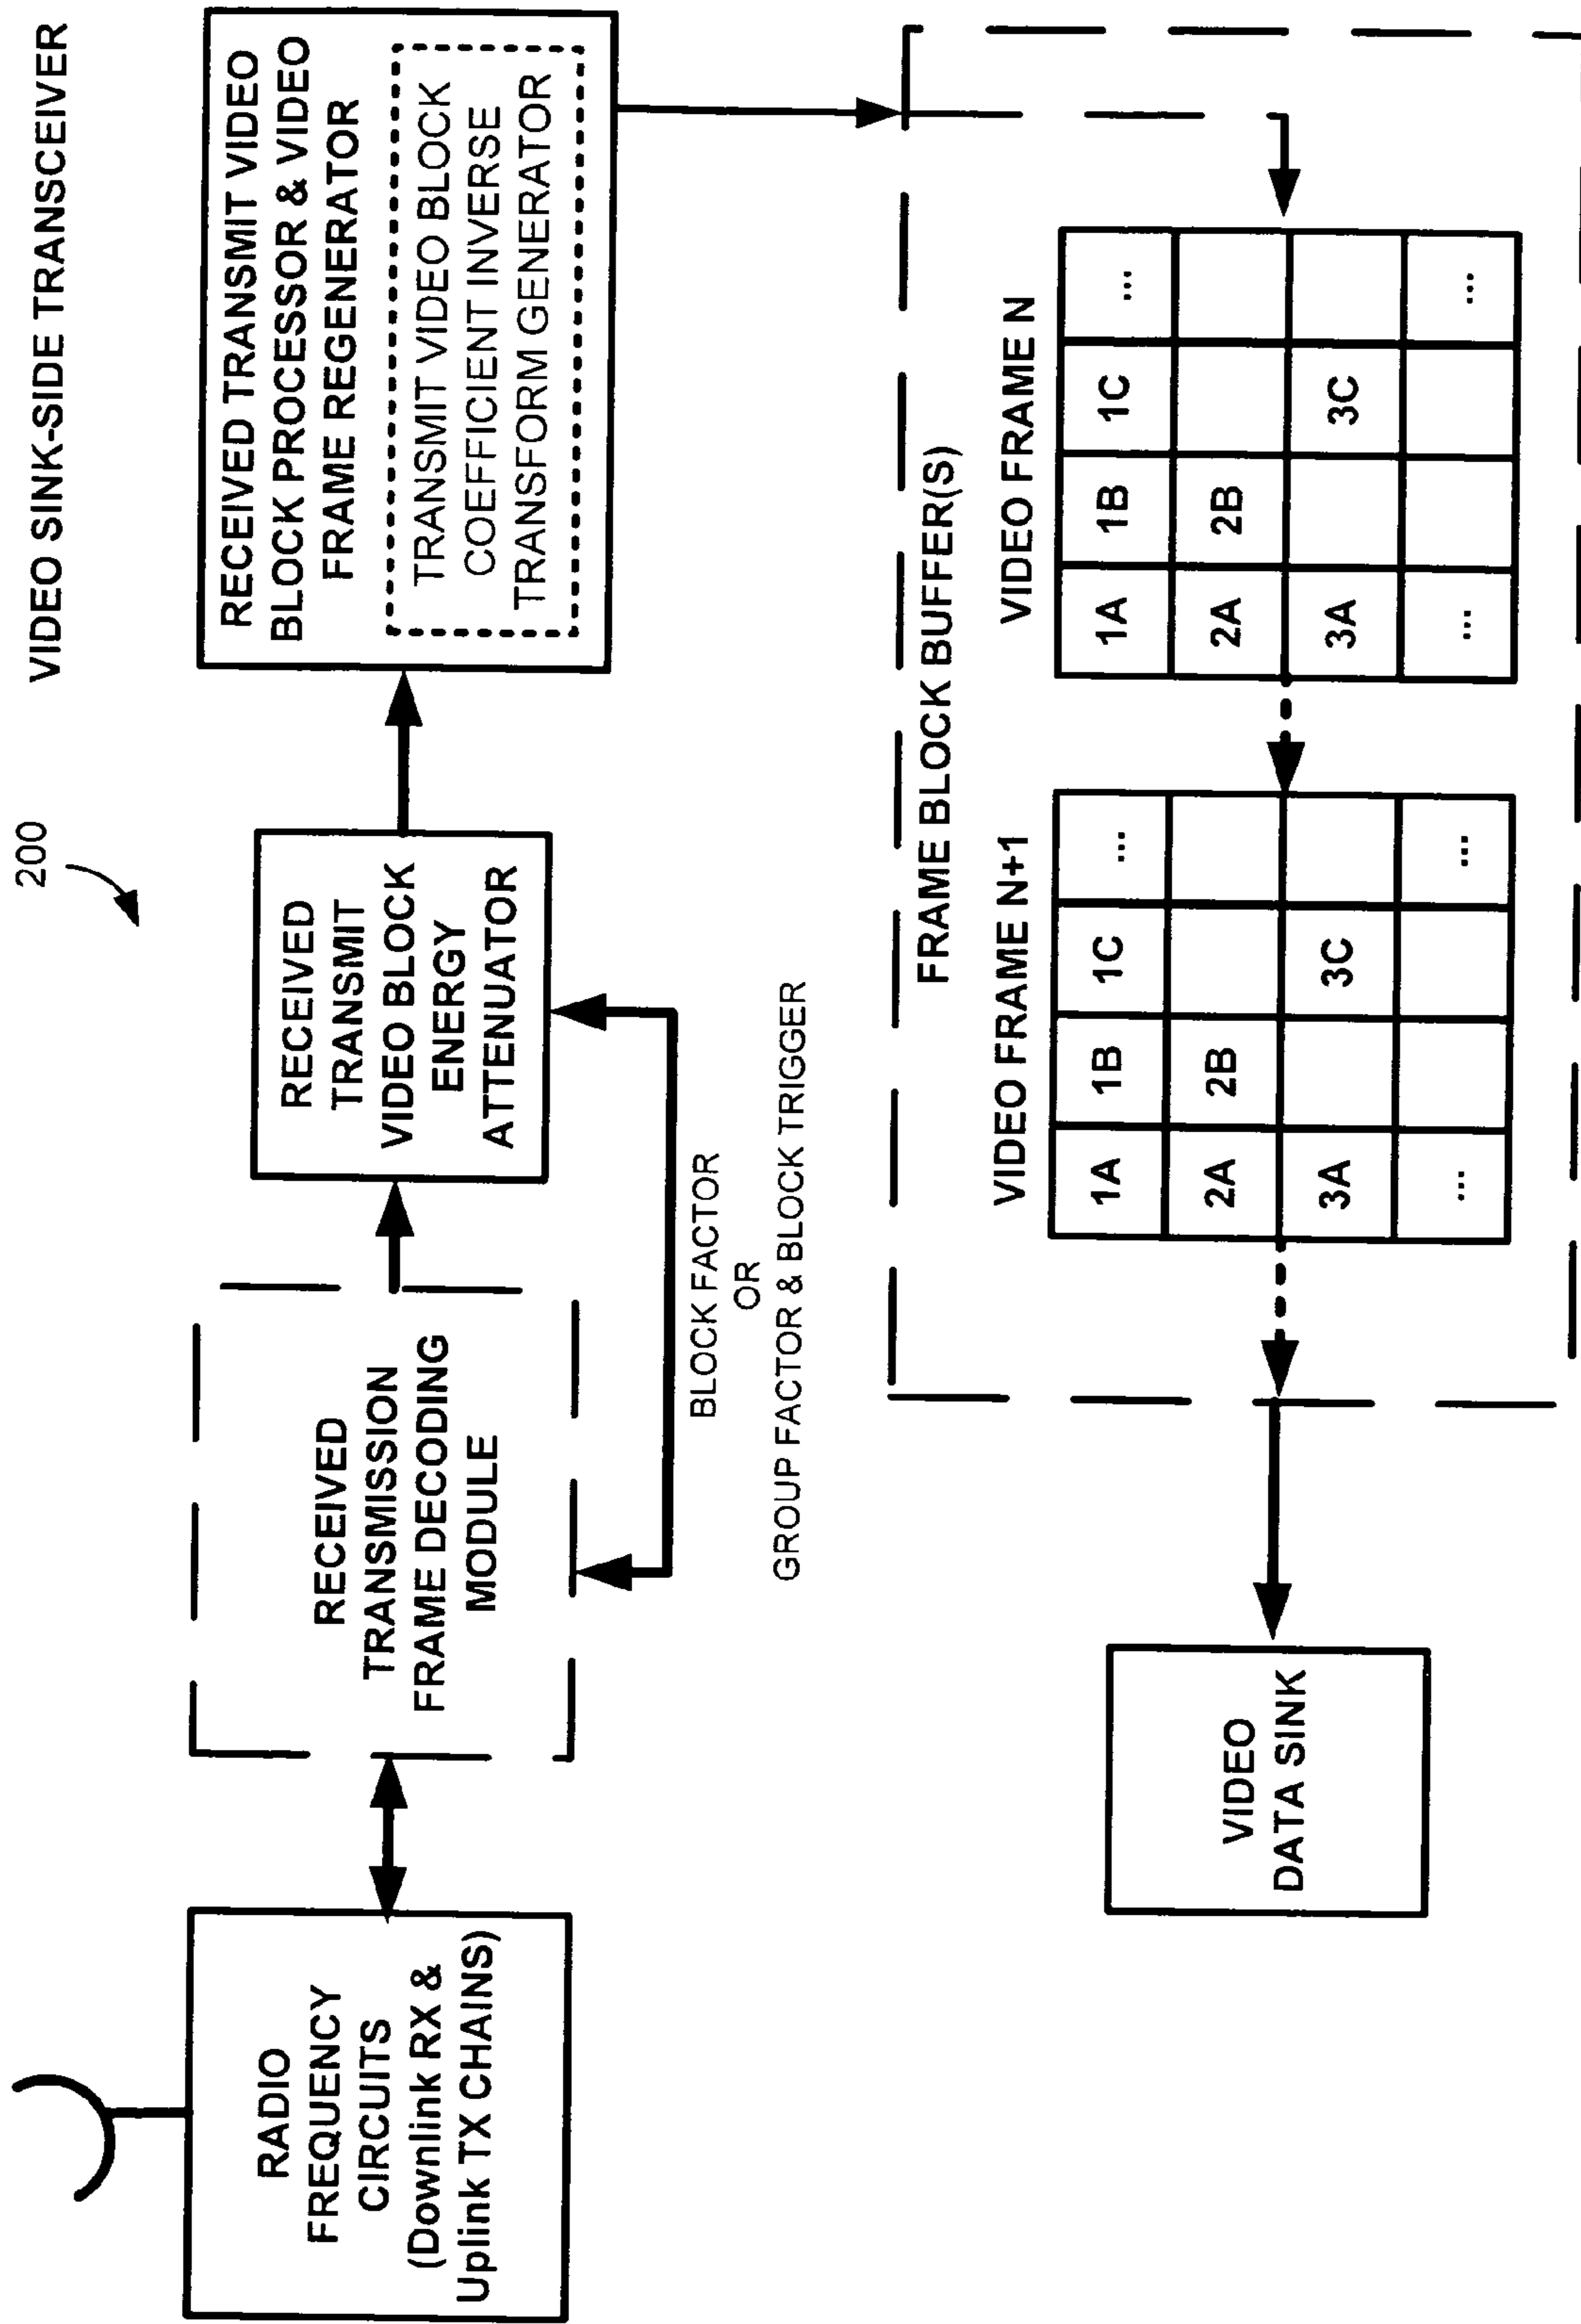 200
VIDEO SINK-SIDE TRANSCEIVER
RADIO
FREQUENCY
CIRCUITS
(Downlink RX &
Uplink TX CHAINS)
RECEIVED
TRANSMISSION
FRAME DECODING
MODULE
RECEIVED
TRANSMIT
VIDEO BLOCK
ENERGY
ATTENUATOR
RECEIVED TRANSMIT VIDEO
BLOCK PROCESSOR & VIDEO
FRAME REGENERATOR
TRANSMIT VIDEO BLOCK
COEFFICIENT INVERSE
TRANSFORM GENERATOR
BLOCK FACTOR
OR
GROUP FACTOR & BLOCK TRIGGER
FRAME BLOCK BUFFER(S)
VIDEO FRAME N+1
1A 1B 1C ...
2A 2B
3A 3C
... ...
VIDEO FRAME N
1A 1B 1C ...
2A 2B
3A 3C
... ...
VIDEO
DATA SINK